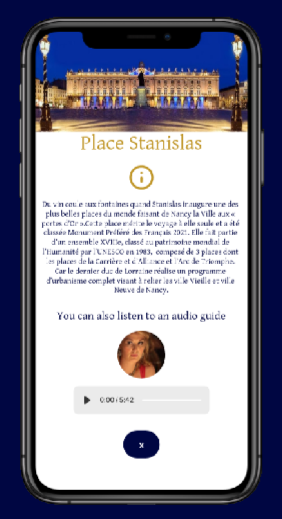 Place Stanislas
Du vin coule aux fontaines quand Stanislas inaugure une des
plus belles places du monde faisant de Nancy la Ville aux «
portes d'Or ».Cette place mérite le voyage à elle seule et a été
classée Monument Préféré des Français 2021. Elle fait partie
d'un ensemble XVIIIe, classé au patrimoine mondial de
l'Humanité par l'UNESCO en 1983, composé de 3 places dont
les places de la Carrière et d'Alliance et l'Arc de Triomphe.
Car le dernier duc de Lorraine réalise un programme
d'urbanisme complet visant à relier les ville Vieille et ville
Neuve de Nancy.
You can also listen to an audio guide
0:00 / 5:42
x